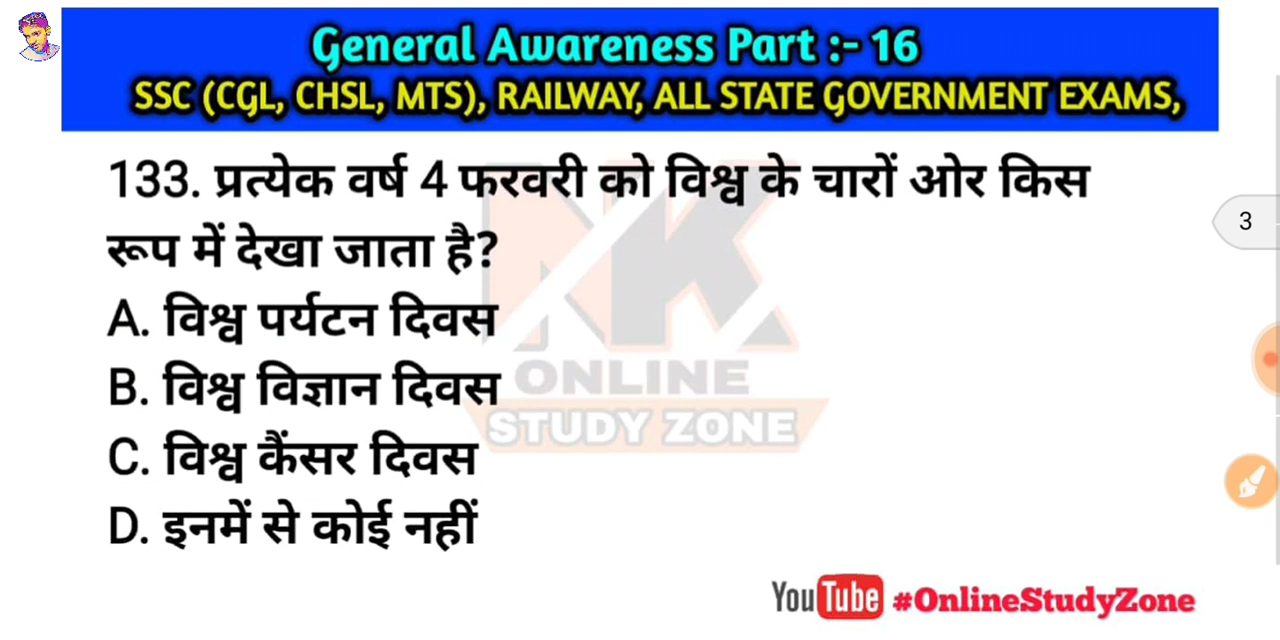 General Awareness Part :- 16
SSC (CGL, CHSL, MTS), RAILWAY, ALL STATE GOVERNMENT EXAMS,
133. प्रत्येक वर्ष 4 फरवरी को विश्व के चारों ओर किस
रूप में देखा जाता है?
3
A. विश्व पर्यटन दिवस
B. विश्व विज्ञान दिवस
C. विश्व कैंसर दिवस
D. इनमें से कोई नहीं
NK
ONLINE
STUDY ZONE
YouTube #OnlineStudyZone